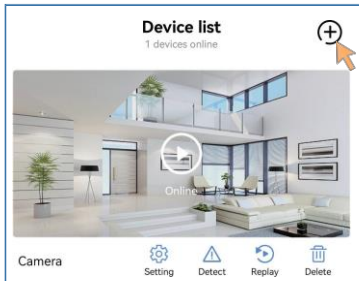 Device list
1 devices online
Online
Camera
Setting
Detect
Replay
Delete